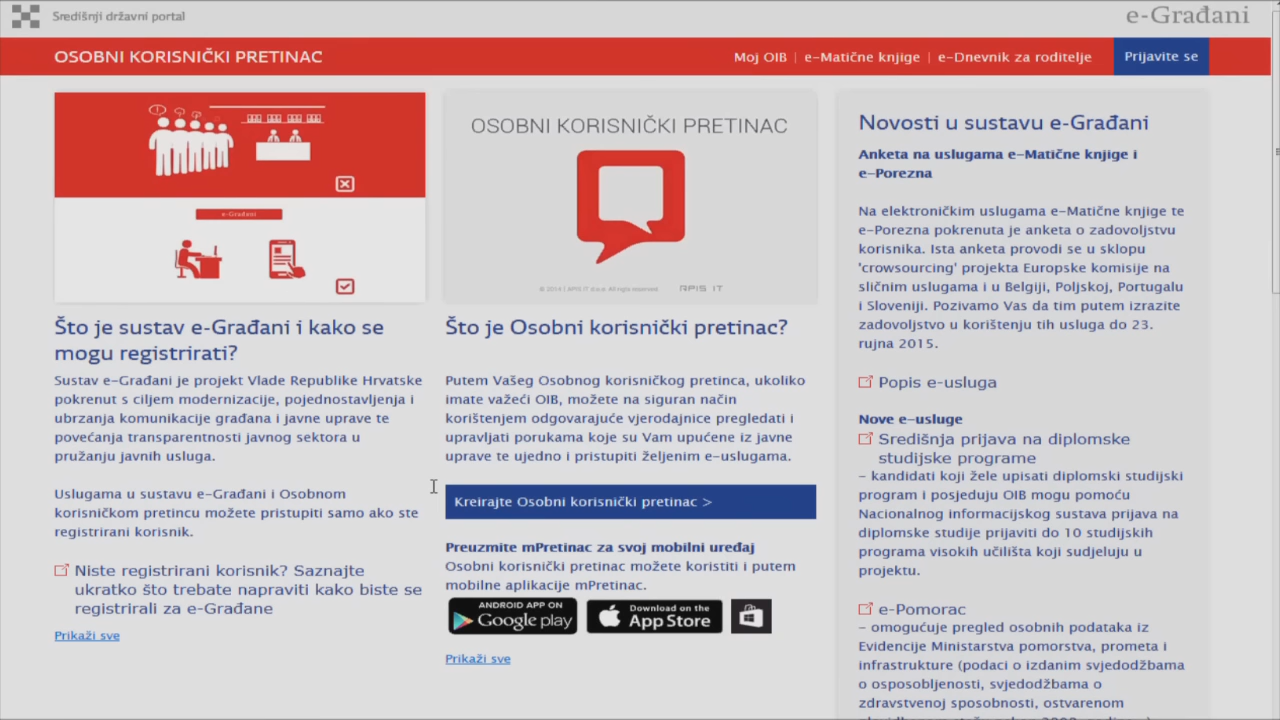 Središnji državni portal
e-Građani
OSOBNI KORISNIČKI PRETINAC
Moj OIB | e-Matične knjige | e-Dnevnik za roditelje
Prijavite se
e-Građani
Što je sustav e-Građani i kako se
mogu registrirati?
Sustav e-Građani je projekt Vlade Republike Hrvatske
pokrenut s ciljem modernizacije, pojednostavljenja i
ubrzanja komunikacije građana i javne uprave te
povećanja transparentnosti javnog sektora u
pružanju javnih usluga.
Uslugama u sustavu e-Građani i Osobnom
korisničkom pretincu možete pristupiti samo ako ste
registrirani korisnik.
Niste registrirani korisnik? Saznajte
ukratko što trebate napraviti kako biste se
registrirali za e-Građane
Prikaži sve
OSOBNI KORISNIČKI PRETINAC
© 2014 | APIS IT d.o.o. All rights reserved.
APIS IT
Što je Osobni korisnički pretinac?
Putem Vašeg Osobnog korisničkog pretinca, ukoliko
imate važeći OIB, možete na siguran način
korištenjem odgovarajuće vjerodajnice pregledati i
upravljati porukama koje su Vam upućene iz javne
uprave te ujedno i pristupiti željenim e-uslugama.
Kreirajte Osobni korisnički pretinac >
Preuzmite mPretinac za svoj mobilni uređaj
Osobni korisnički pretinac možete koristiti i putem
mobilne aplikacije mPretinac.
ANDROID APP ON
Google play
Download on the
App Store
Prikaži sve
Novosti u sustavu e-Građani
Anketa na uslugama e-Matične knjige i
e-Porezna
Na elektroničkim uslugama e-Matične knjige te
e-Porezna pokrenuta je anketa o zadovoljstvu
korisnika. Ista anketa provodi se u sklopu
'crowsourcing' projekta Europske komisije na
sličnim uslugama i u Belgiji, Poljskoj, Portugalu
i Sloveniji. Pozivamo Vas da tim putem izrazite
zadovoljstvo u korištenju tih usluga do 23.
rujna 2015.
Popis e-usluga
Nove e-usluge
Središnja prijava na diplomske
studijske programe
- kandidati koji žele upisati diplomski studijski
program i posjeduju OIB mogu pomoću
Nacionalnog informacijskog sustava prijava na
diplomske studije prijaviti do 10 studijskih
programa visokih učilišta koji sudjeluju u
projektu.
e-Pomorac
- omogućuje pregled osobnih podataka iz
Evidencije Ministarstva pomorstva, prometa i
infrastrukture (podaci o izdanim svjedodžbama
o osposobljenosti, svjedodžbama o
zdravstvenoj sposobnosti, ostvarenom